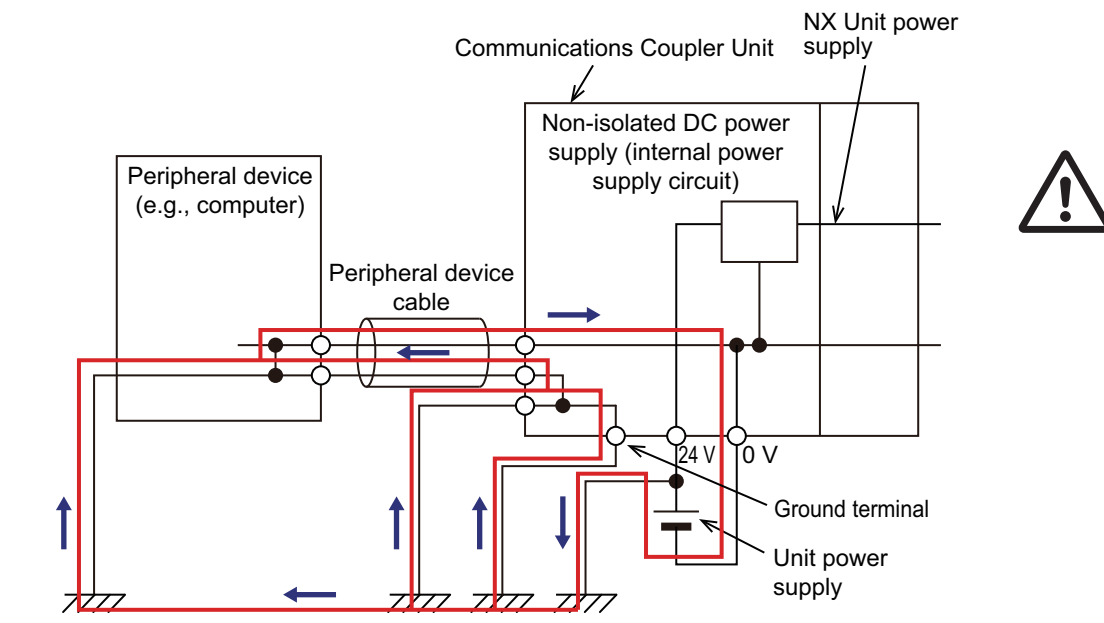 NX Unit power
supply
Communications Coupler Unit
Non-isolated DC power
supply (internal power
supply circuit)
Peripheral device
(e.g., computer)
Peripheral device
cable
24 V
0 V
Ground terminal
Unit power
supply